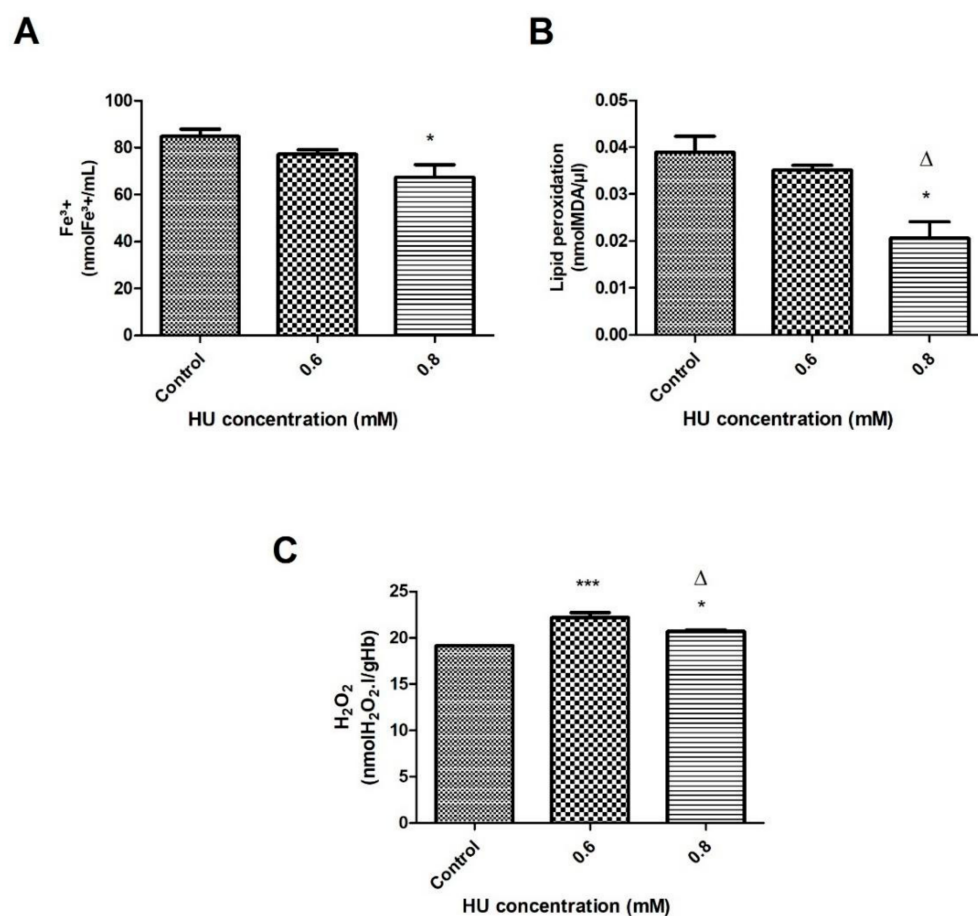 A
Fe³⁺
(nmolFe³⁺/mL)
100
80
60
40
20
0
*
Control
0.6
0.8
HU concentration (mM)
B
Lipid peroxidation
(nmolMDA/µl)
0.05
0.04
0.03
0.02
0.01
0.00
Δ
*
Control
0.6
0.8
HU concentration (mM)
C
H₂O₂
(nmolH₂O₂.l/gHb)
25
20
15
10
5
0
***
Δ
*
Control
0.6
0.8
HU concentration (mM)